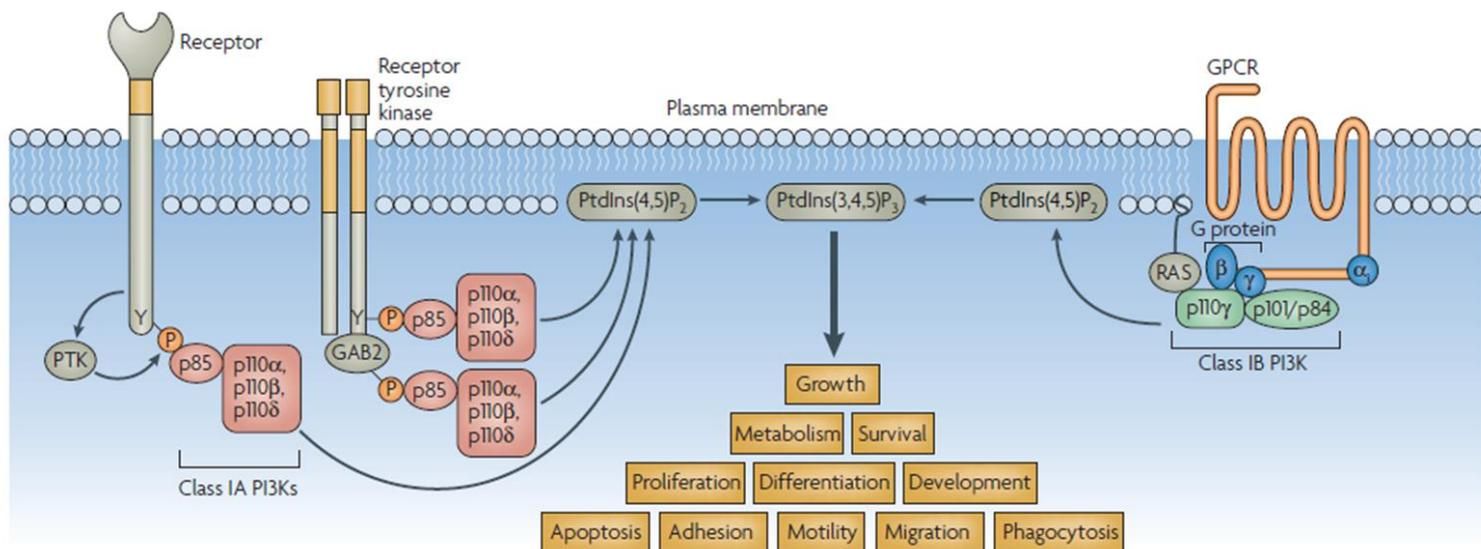 Receptor
Receptor
tyrosine
kinase
Plasma membrane
GPCR
PtdIns(4,5)P₂
PtdIns(3,4,5)P₃
PtdIns(4,5)P₂
G protein
RAS
β
γ
αᵢ
p110γ
p101/p84
Class IB PI3K
Y
P
PTK
p85
p110α,
p110β,
p110δ
Class IA PI3Ks
Y
GAB2
P
p85
p110α,
p110β,
p110δ
P
p85
p110α,
p110β,
p110δ
Growth
Metabolism
Survival
Proliferation
Differentiation
Development
Apoptosis
Adhesion
Motility
Migration
Phagocytosis